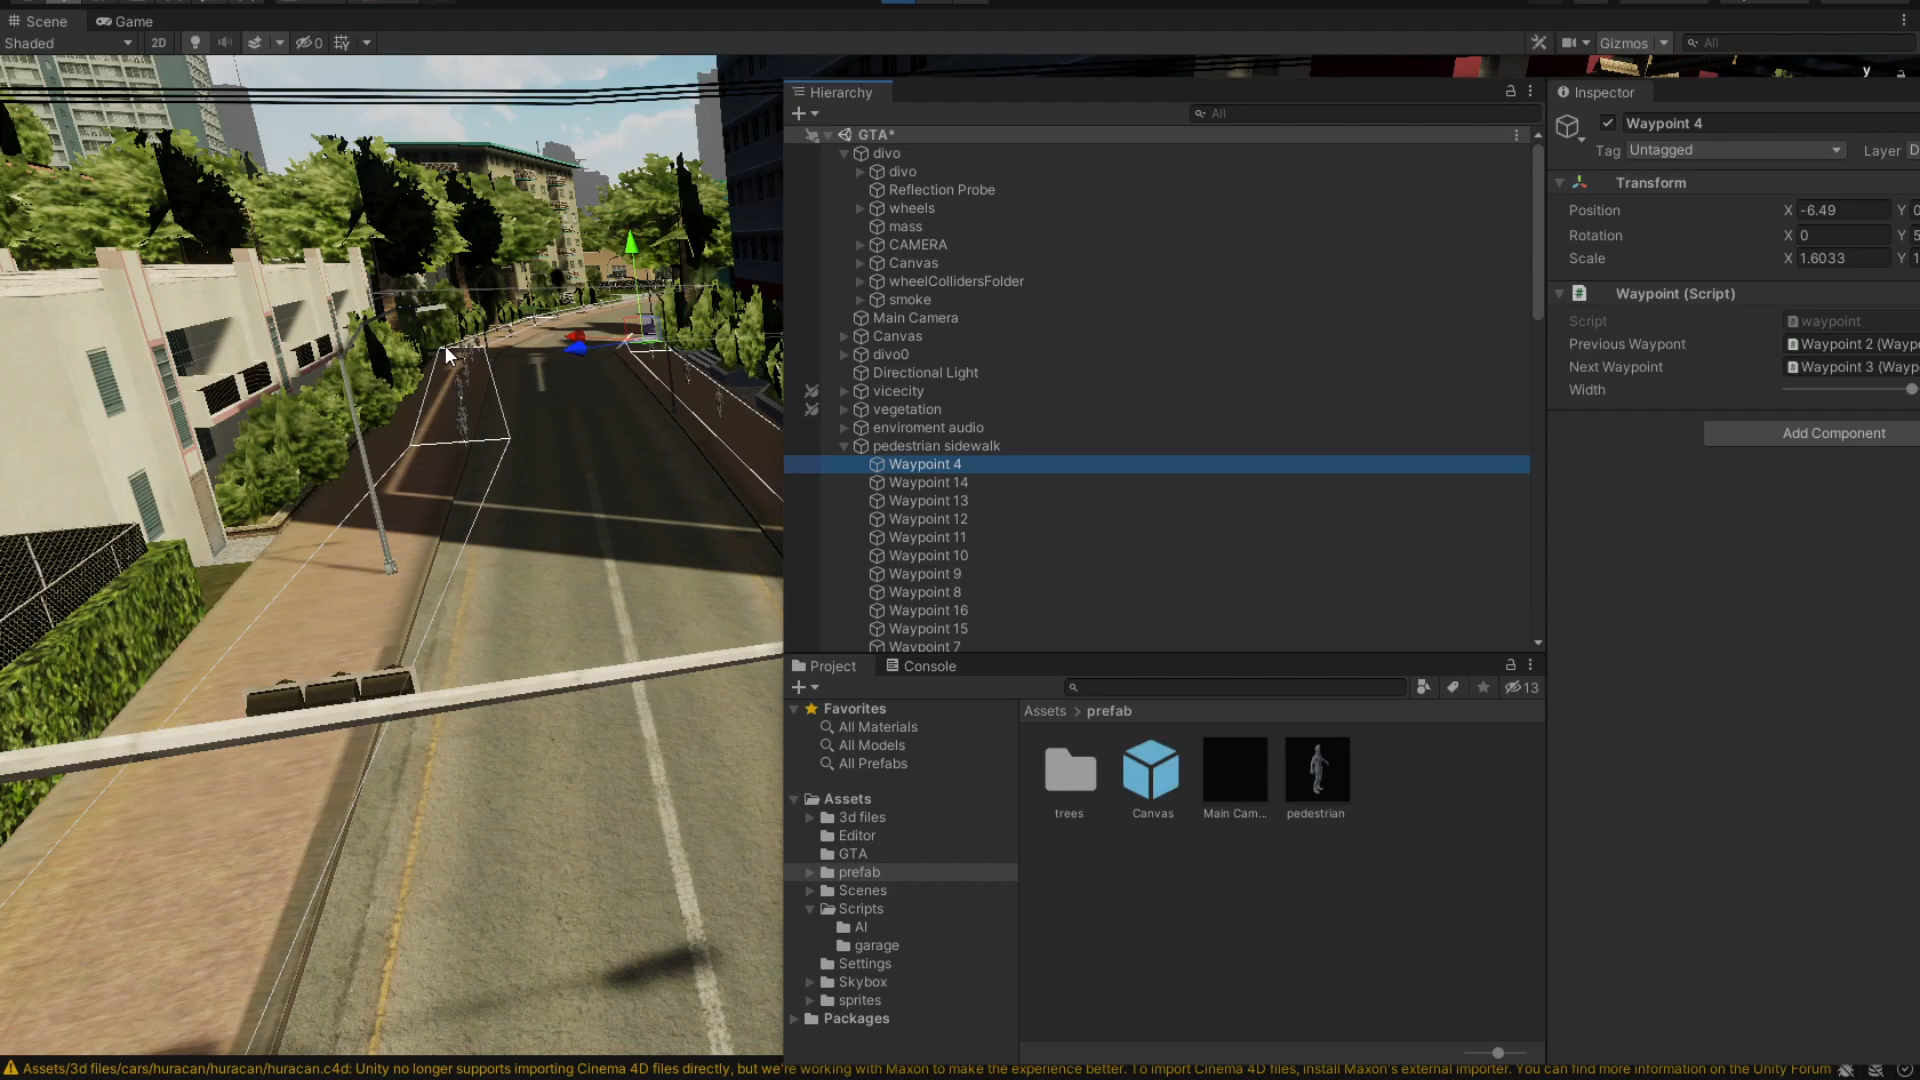 Scene
Game
Shaded
2D
0
Gizmos
All
y
Hierarchy
All
GTA*
divo
divo
Reflection Probe
wheels
mass
CAMERA
Canvas
wheelCollidersFolder
smoke
Main Camera
Canvas
divo0
Directional Light
vicecity
vegetation
enviroment audio
pedestrian sidewalk
Waypoint 4
Waypoint 14
Waypoint 13
Waypoint 12
Waypoint 11
Waypoint 10
Waypoint 9
Waypoint 8
Waypoint 16
Waypoint 15
Waypoint 7
Inspector
Waypoint 4
Tag Untagged Layer D
Transform
Position X -6.49 Y 0
Rotation X 0 Y 5
Scale X 1.6033 Y 1
# Waypoint (Script)
Script waypoint
Previous Waypont Waypoint 2 (Waypo
Next Waypoint Waypoint 3 (Wayp
Width
Add Component
Project
Console
13
Favorites
All Materials
All Models
All Prefabs
Assets
3d files
Editor
GTA
prefab
Scenes
Scripts
AI
garage
Settings
Skybox
sprites
Packages
Assets > prefab
trees
Canvas
Main Cam...
pedestrian
Assets/3d files/cars/huracan/huracan/huracan.c4d: Unity no longer supports importing Cinema 4D files directly, but we're working with Maxon to make the experience better. To import Cinema 4D files, install Maxon's external importer. You can find more information on the Unity Forum